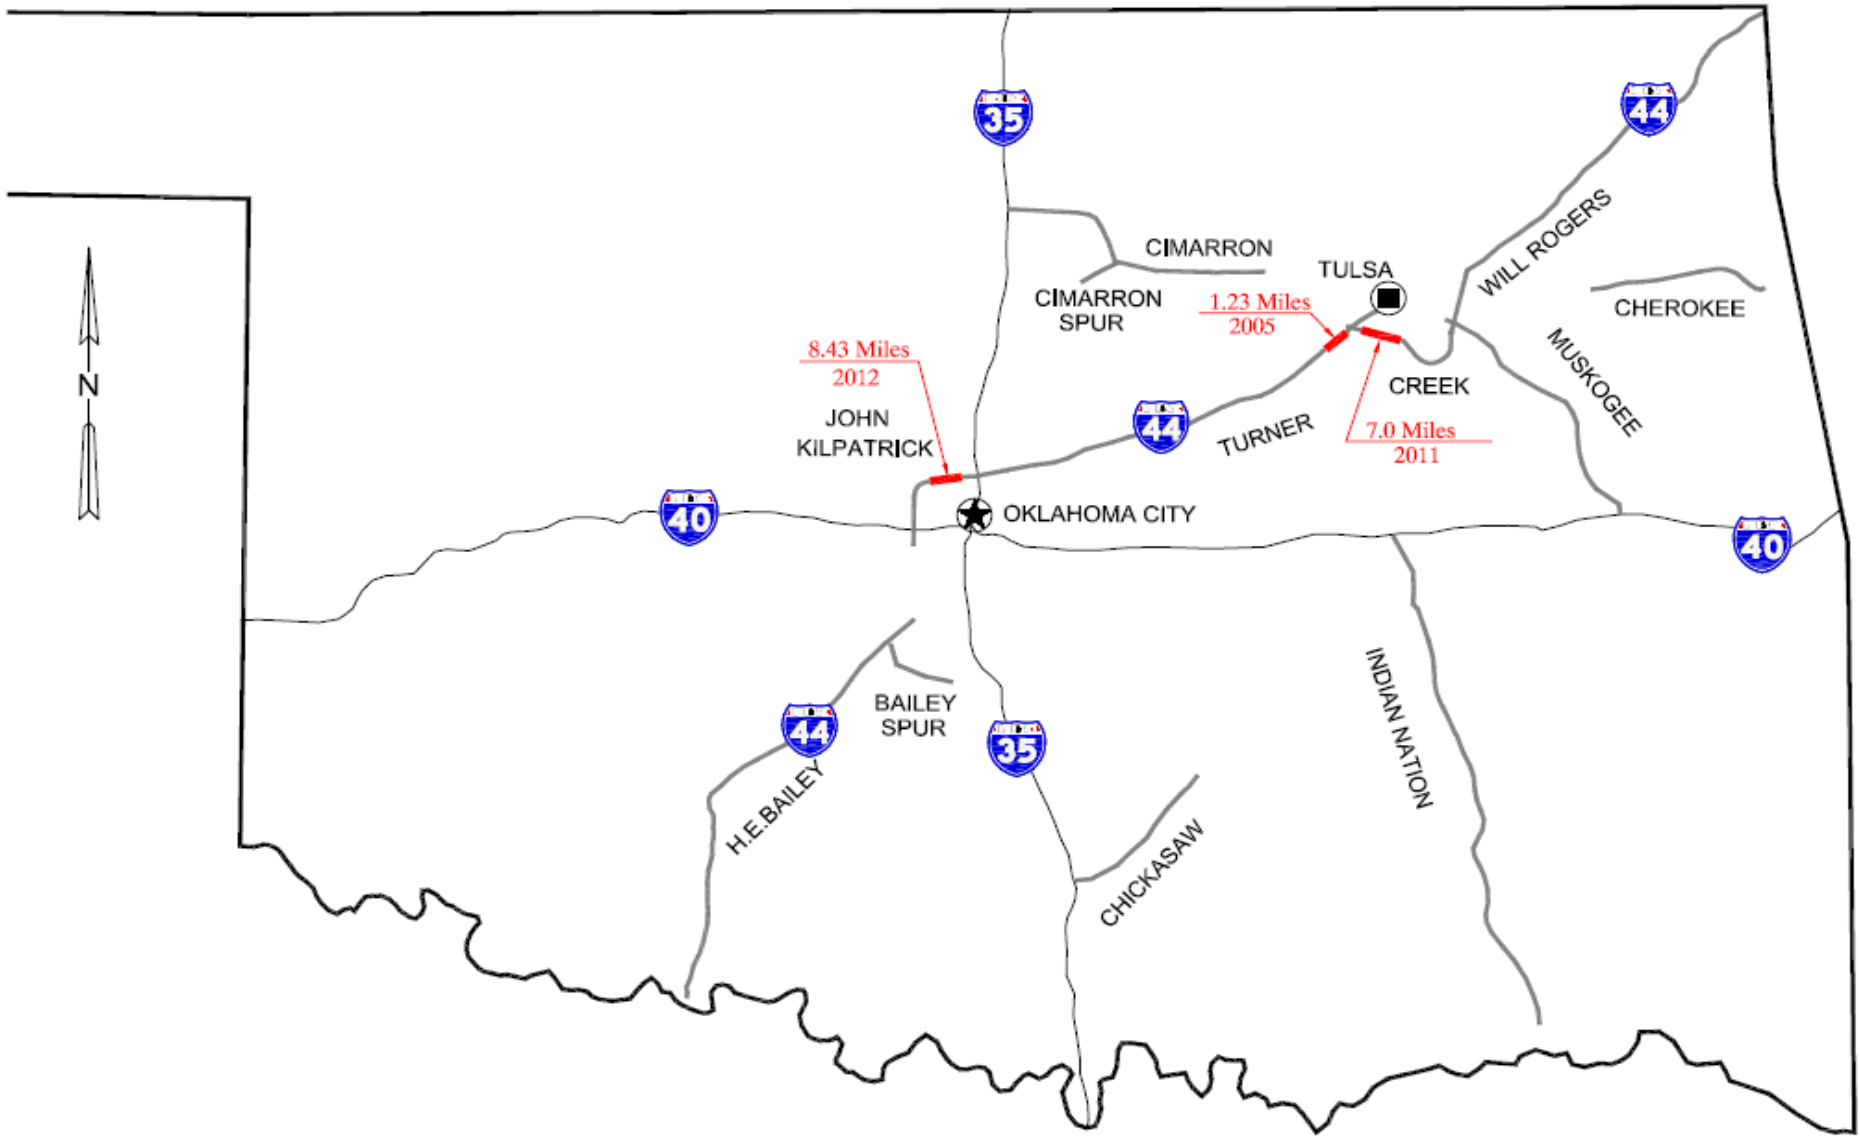 35
44
CIMARRON
CIMARRON
SPUR
TULSA
WILL ROGERS
CHEROKEE
1.23 Miles
2005
8.43 Miles
2012
MUSKOGEE
CREEK
JOHN
KILPATRICK
44
TURNER
7.0 Miles
2011
N
40
OKLAHOMA CITY
40
INDIAN NATION
BAILEY
SPUR
44
35
H.E.BAILEY
CHICKASAW